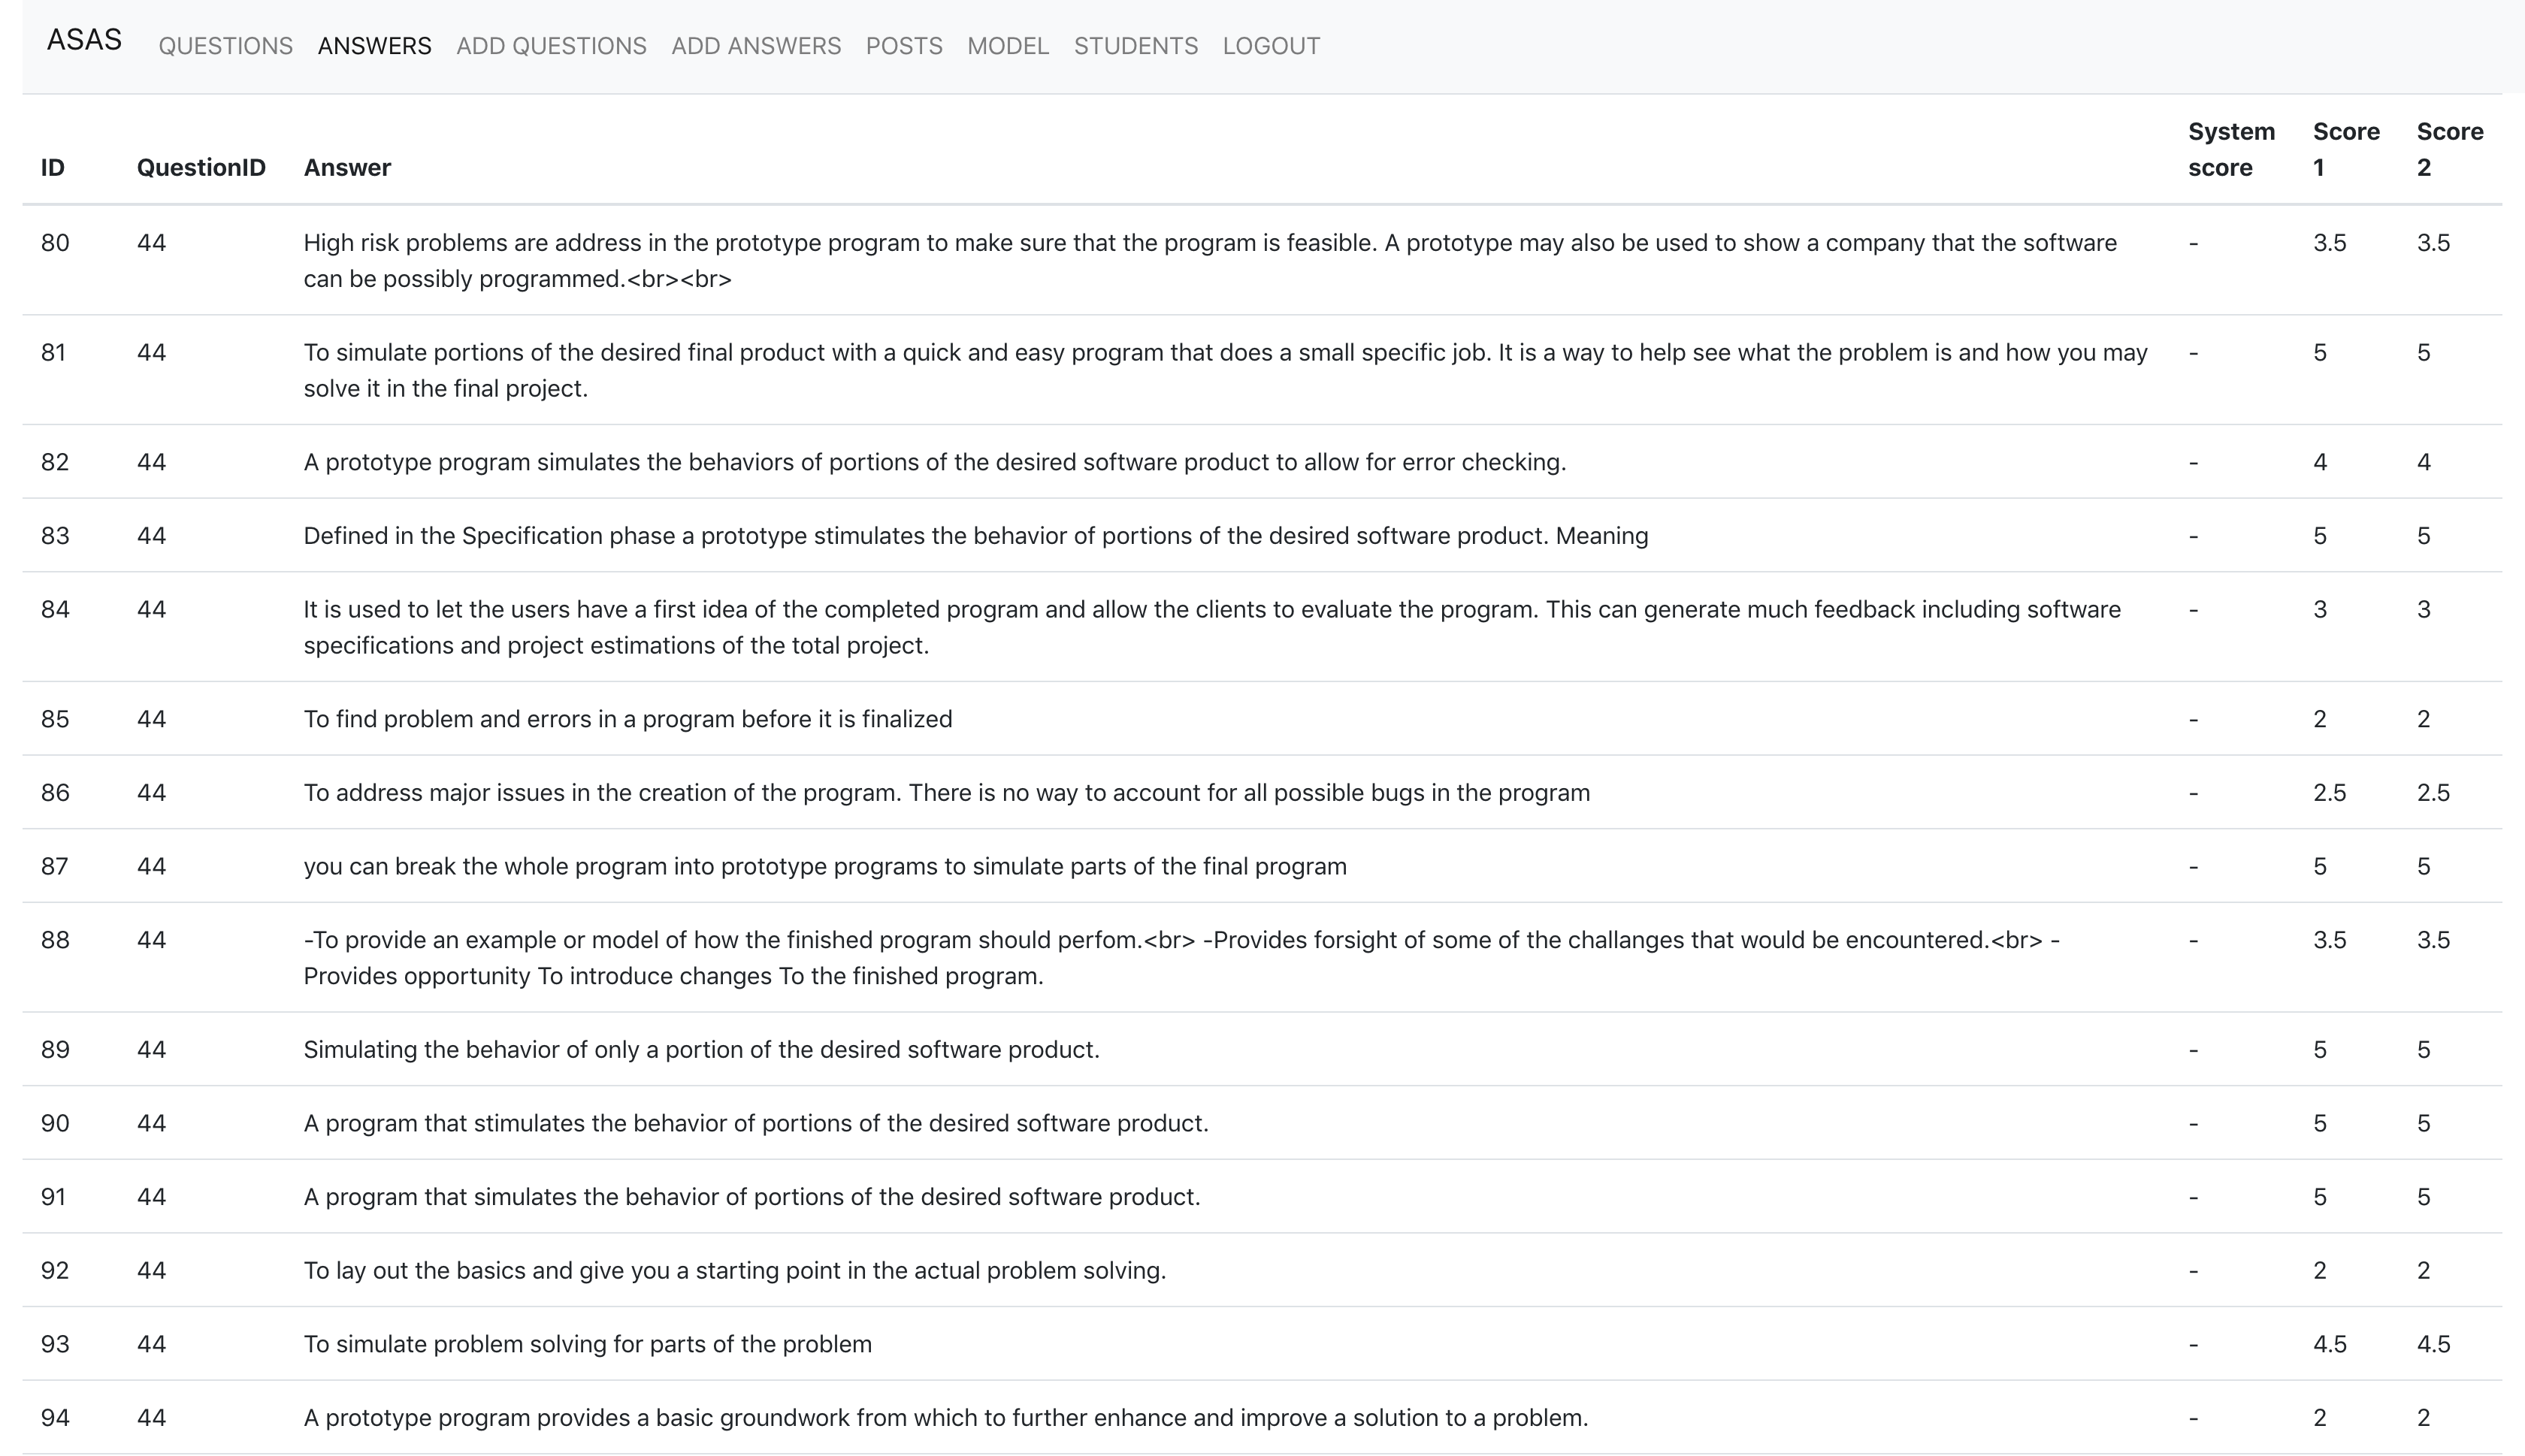 ASAS QUESTIONS ANSWERS ADD QUESTIONS ADD ANSWERS POSTS MODEL STUDENTS LOGOUT
ID QuestionID Answer System score Score 1 Score 2
80 44 High risk problems are address in the prototype program to make sure that the program is feasible. A prototype may also be used to show a company that the software - 3.5 3.5
can be possibly programmed.<br><br>
81 44 To simulate portions of the desired final product with a quick and easy program that does a small specific job. It is a way to help see what the problem is and how you may - 5 5
solve it in the final project.
82 44 A prototype program simulates the behaviors of portions of the desired software product to allow for error checking. - 4 4
83 44 Defined in the Specification phase a prototype stimulates the behavior of portions of the desired software product. Meaning - 5 5
84 44 It is used to let the users have a first idea of the completed program and allow the clients to evaluate the program. This can generate much feedback including software - 3 3
specifications and project estimations of the total project.
85 44 To find problem and errors in a program before it is finalized - 2 2
86 44 To address major issues in the creation of the program. There is no way to account for all possible bugs in the program - 2.5 2.5
87 44 you can break the whole program into prototype programs to simulate parts of the final program - 5 5
88 44 -To provide an example or model of how the finished program should perfom.<br> -Provides forsight of some of the challanges that would be encountered.<br> - - 3.5 3.5
Provides opportunity To introduce changes To the finished program.
89 44 Simulating the behavior of only a portion of the desired software product. - 5 5
90 44 A program that stimulates the behavior of portions of the desired software product. - 5 5
91 44 A program that simulates the behavior of portions of the desired software product. - 5 5
92 44 To lay out the basics and give you a starting point in the actual problem solving. - 2 2
93 44 To simulate problem solving for parts of the problem - 4.5 4.5
94 44 A prototype program provides a basic groundwork from which to further enhance and improve a solution to a problem. - 2 2